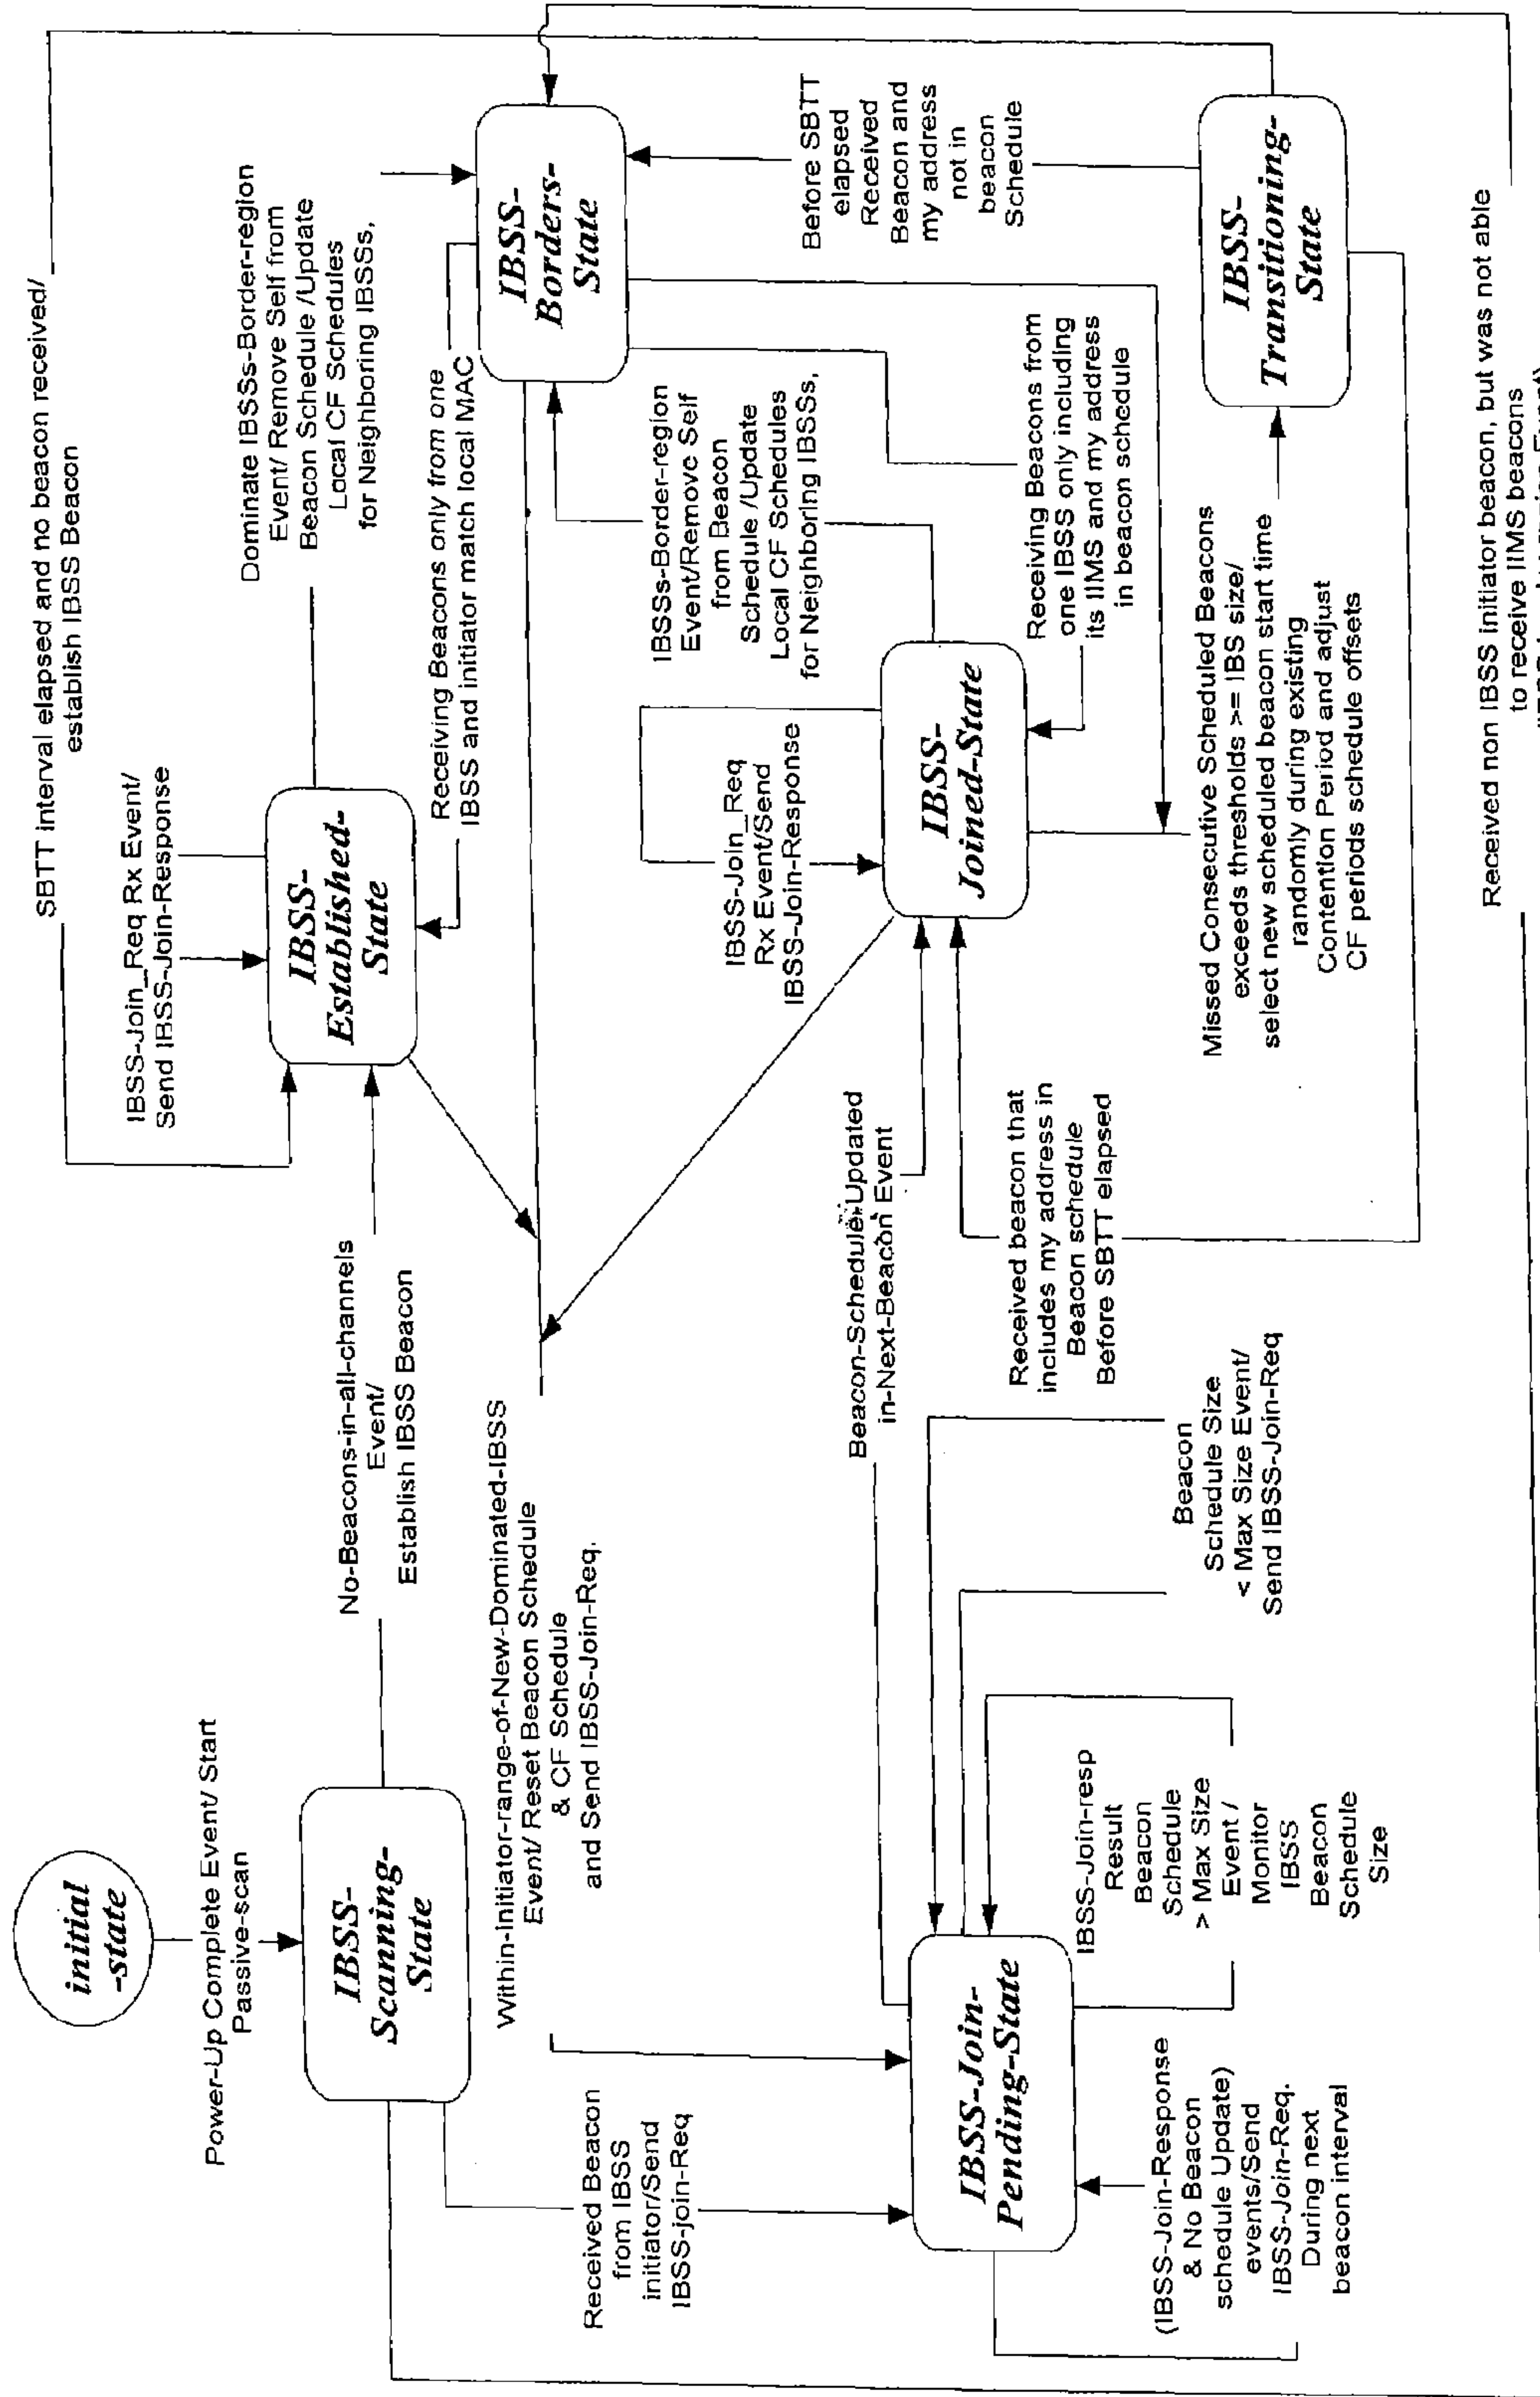 initial
-state
Power-Up Complete Event/ Start
Passive-scan
IBSS-
Scanning-
State
No-Beacons-in-all-channels
Event/
Establish IBSS Beacon
SBTT interval elapsed and no beacon received/
establish IBSS Beacon
IBSS-Join_Req Rx Event/
Send IBSS-Join-Response
IBSS-
Established-
State
Dominate IBSSs-Border-region
Event/ Remove Self from
Beacon Schedule /Update
Local CF Schedules
for Neighboring IBSSs,
Receiving Beacons only from one
IBSS and initiator match local MAC
IBSS-
Borders-
State
Within-Initiator-range-of-New-Dominated-IBSS
Event/ Reset Beacon Schedule
& CF Schedule
and Send IBSS-Join-Req.
Received Beacon
from IBSS
initiator/Send
IBSS-join-Req
IBSSs-Border-region
Event/Remove Self
from Beacon
Schedule /Update
Local CF Schedules
for Neighboring IBSSs,
Before SBTT
elapsed
Received
Beacon and
my address
not in
beacon
Schedule
IBSS-Join_Req
Rx Event/Send
IBSS-Join-Response
IBSS-
Joined-State
Beacon-Schedule-Updated
in-Next-Beacon Event
Receiving Beacons from
one IBSS only including
its IIMS and my address
in beacon schedule
IBSS-Join-
Pending-State
Received beacon that
includes my address in
Beacon schedule
Before SBTT elapsed
IBSS-Join-resp
Result
Beacon
Schedule
> Max Size
Event /
Monitor
IBSS
Beacon
Schedule
Size
Beacon
Schedule Size
< Max Size Event/
Send IBSS-Join-Req
(IBSS-Join-Response
& No Beacon
schedule Update)
events/Send
IBSS-Join-Req.
During next
beacon interval
Missed Consecutive Scheduled Beacons
exceeds thresholds >= IBS size/
select new scheduled beacon start time
randomly during existing
Contention Period and adjust
CF periods schedule offsets
IBSS-
Transitioning-
State
Received non IBSS initiator beacon, but was not able
to receive IIMS beacons